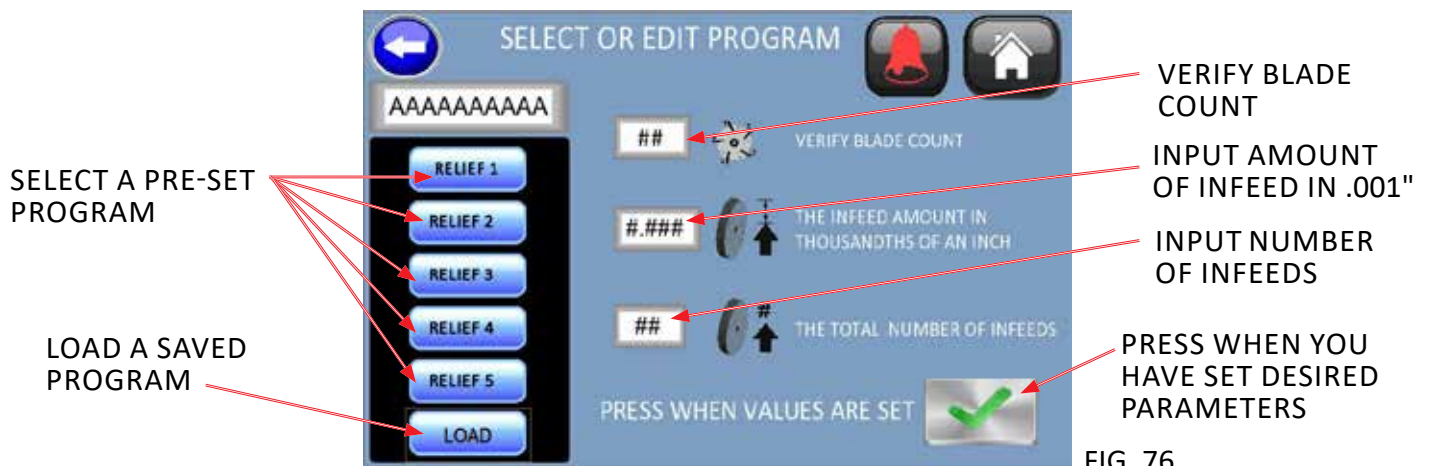 SELECT OR EDIT PROGRAM
AAAAAAAAAA
RELIEF 1
RELIEF 2
RELIEF 3
RELIEF 4
RELIEF 5
LOAD
##
VERIFY BLADE COUNT
#.###
THE INFEED AMOUNT IN
THOUSANDTHS OF AN INCH
##
#
THE TOTAL NUMBER OF INFEEDS
PRESS WHEN VALUES ARE SET
SELECT A PRE-SET
PROGRAM
LOAD A SAVED
PROGRAM
VERIFY BLADE
COUNT
INPUT AMOUNT
OF INFEED IN .001"
INPUT NUMBER
OF INFEEDS
PRESS WHEN YOU
HAVE SET DESIRED
PARAMETERS
FIG. 76